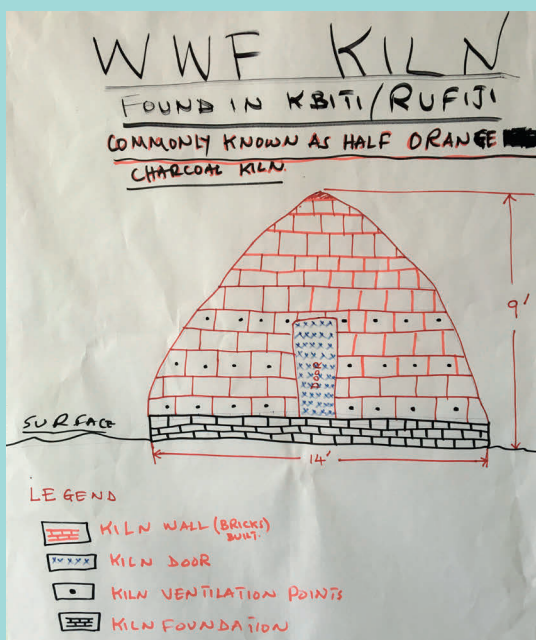 WWF KILN
FOUND IN KBITI/RUFIJI
COMMONLY KNOWN AS HALF ORANGE
CHARCOAL KILN.
9'
DOOR
SURFACE
14'
LEGEND
KILN WALL (BRICKS) BUILT.
KILN DOOR
KILN VENTILATION POINTS
KILN FOUNDATION